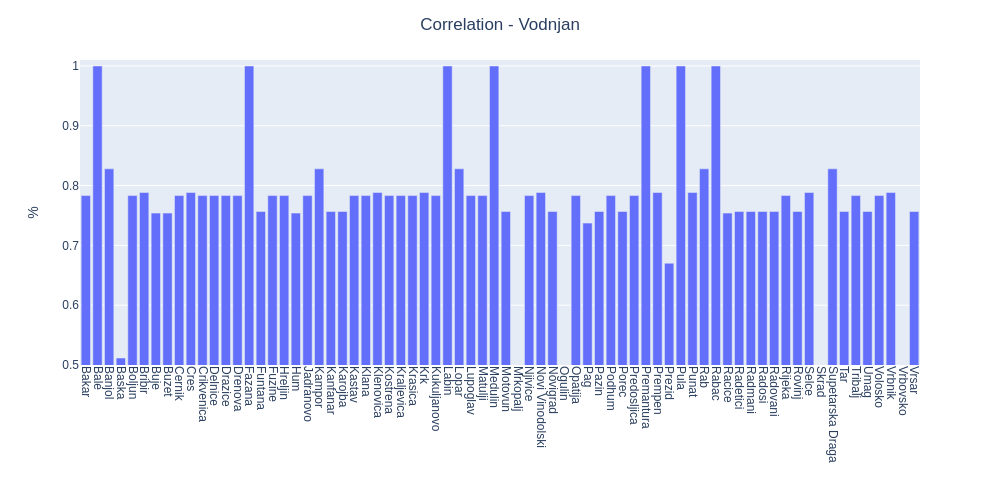 Correlation - Vodnjan
%
1
0.9
0.8
0.7
0.6
0.5
Bakar
Bale
Banjol
Baska
Boljun
Bribir
Buje
Buzet
Cernik
Cres
Crikvenica
Delnice
Drazice
Drenova
Fazana
Funtana
Fuzine
Hreljin
Hum
Jadranovo
Kampor
Kanfanar
Karojba
Kastav
Klana
Klenovica
Kostrena
Kraljevica
Krasica
Krk
Kukuljanovo
Labin
Lopar
Lupoglav
Matulji
Medulin
Motovun
Mrkopalj
Njivice
Novi Vinodolski
Novigrad
Ogulin
Opatija
Pag
Pazin
Podhum
Porec
Predosljica
Premantura
Prempen
Prezid
Pula
Punat
Rab
Rabac
Racice
Radetici
Radmani
Radosi
Radovani
Rijeka
Rovinj
Selce
Skrad
Supetarska Draga
Tar
Tribalj
Umag
Volosko
Vrbnik
Vrbovsko
Vrsar